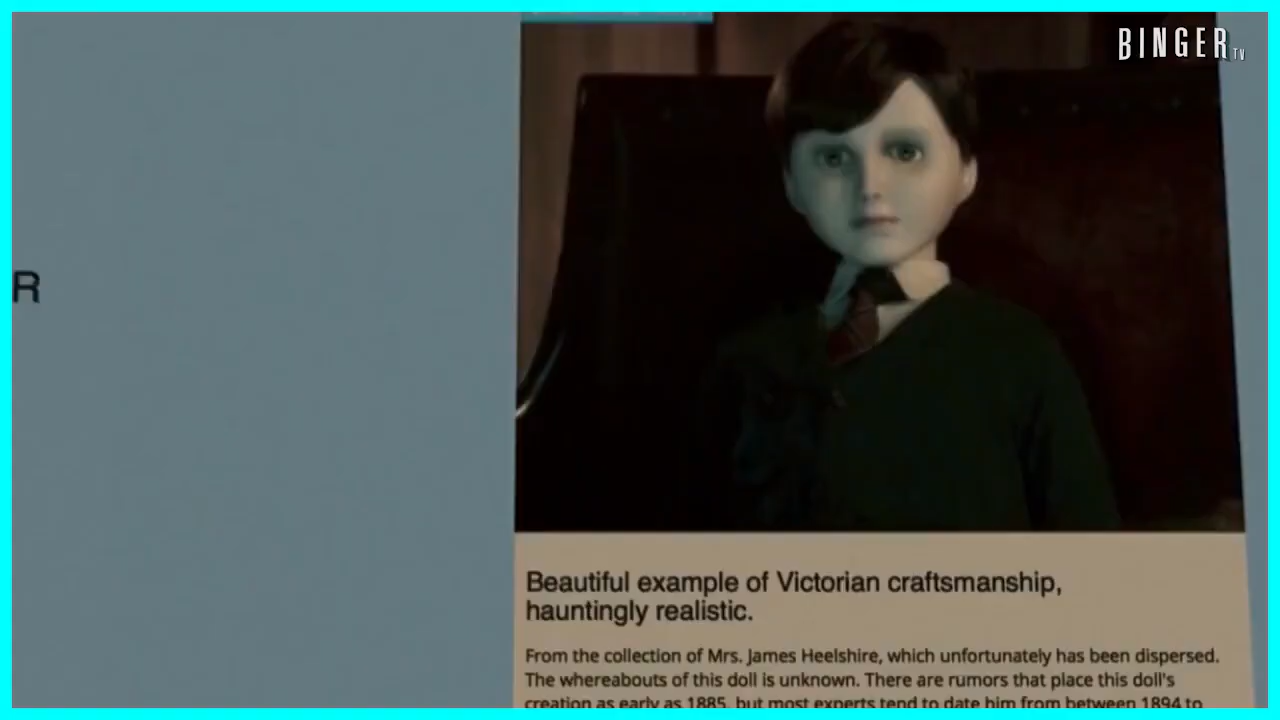 BINGER TV
R
Beautiful example of Victorian craftsmanship,
hauntingly realistic.
From the collection of Mrs. James Heelshire, which unfortunately has been dispersed.
The whereabouts of this doll is unknown. There are rumors that place this doll's
creation as early as 1885, but most experts tend to date him from between 1894 to